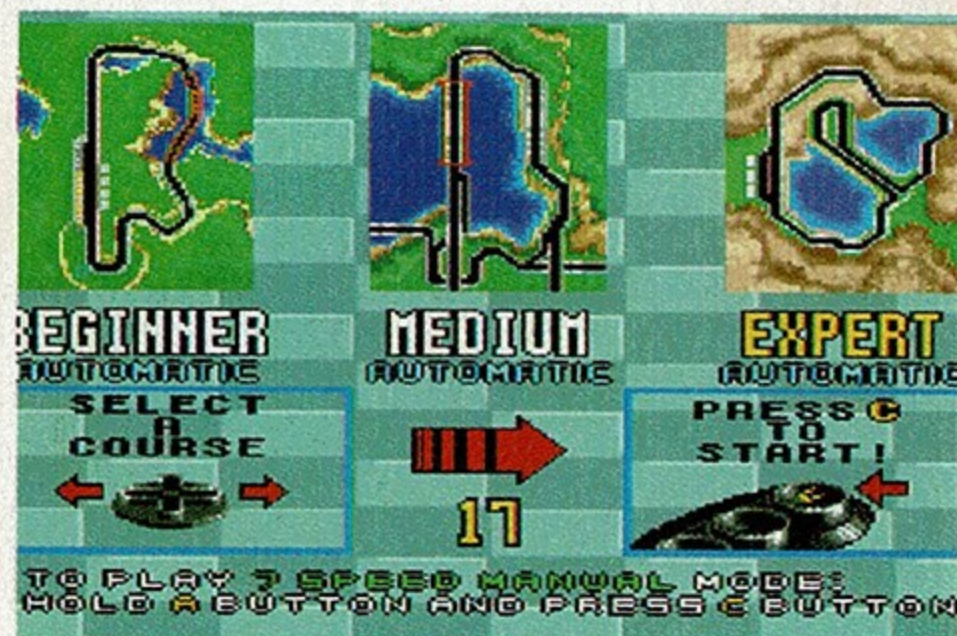 BEGINNER
MEDIUM
EXPERT
AUTOMATIC
AUTOMATIC
AUTOMATIC
SELECT
A
COURSE
17
PRESS C
TO
START!
TO PLAY 7 SPEED MANUAL MODE:
HOLD A BUTTON AND PRESS C BUTTON